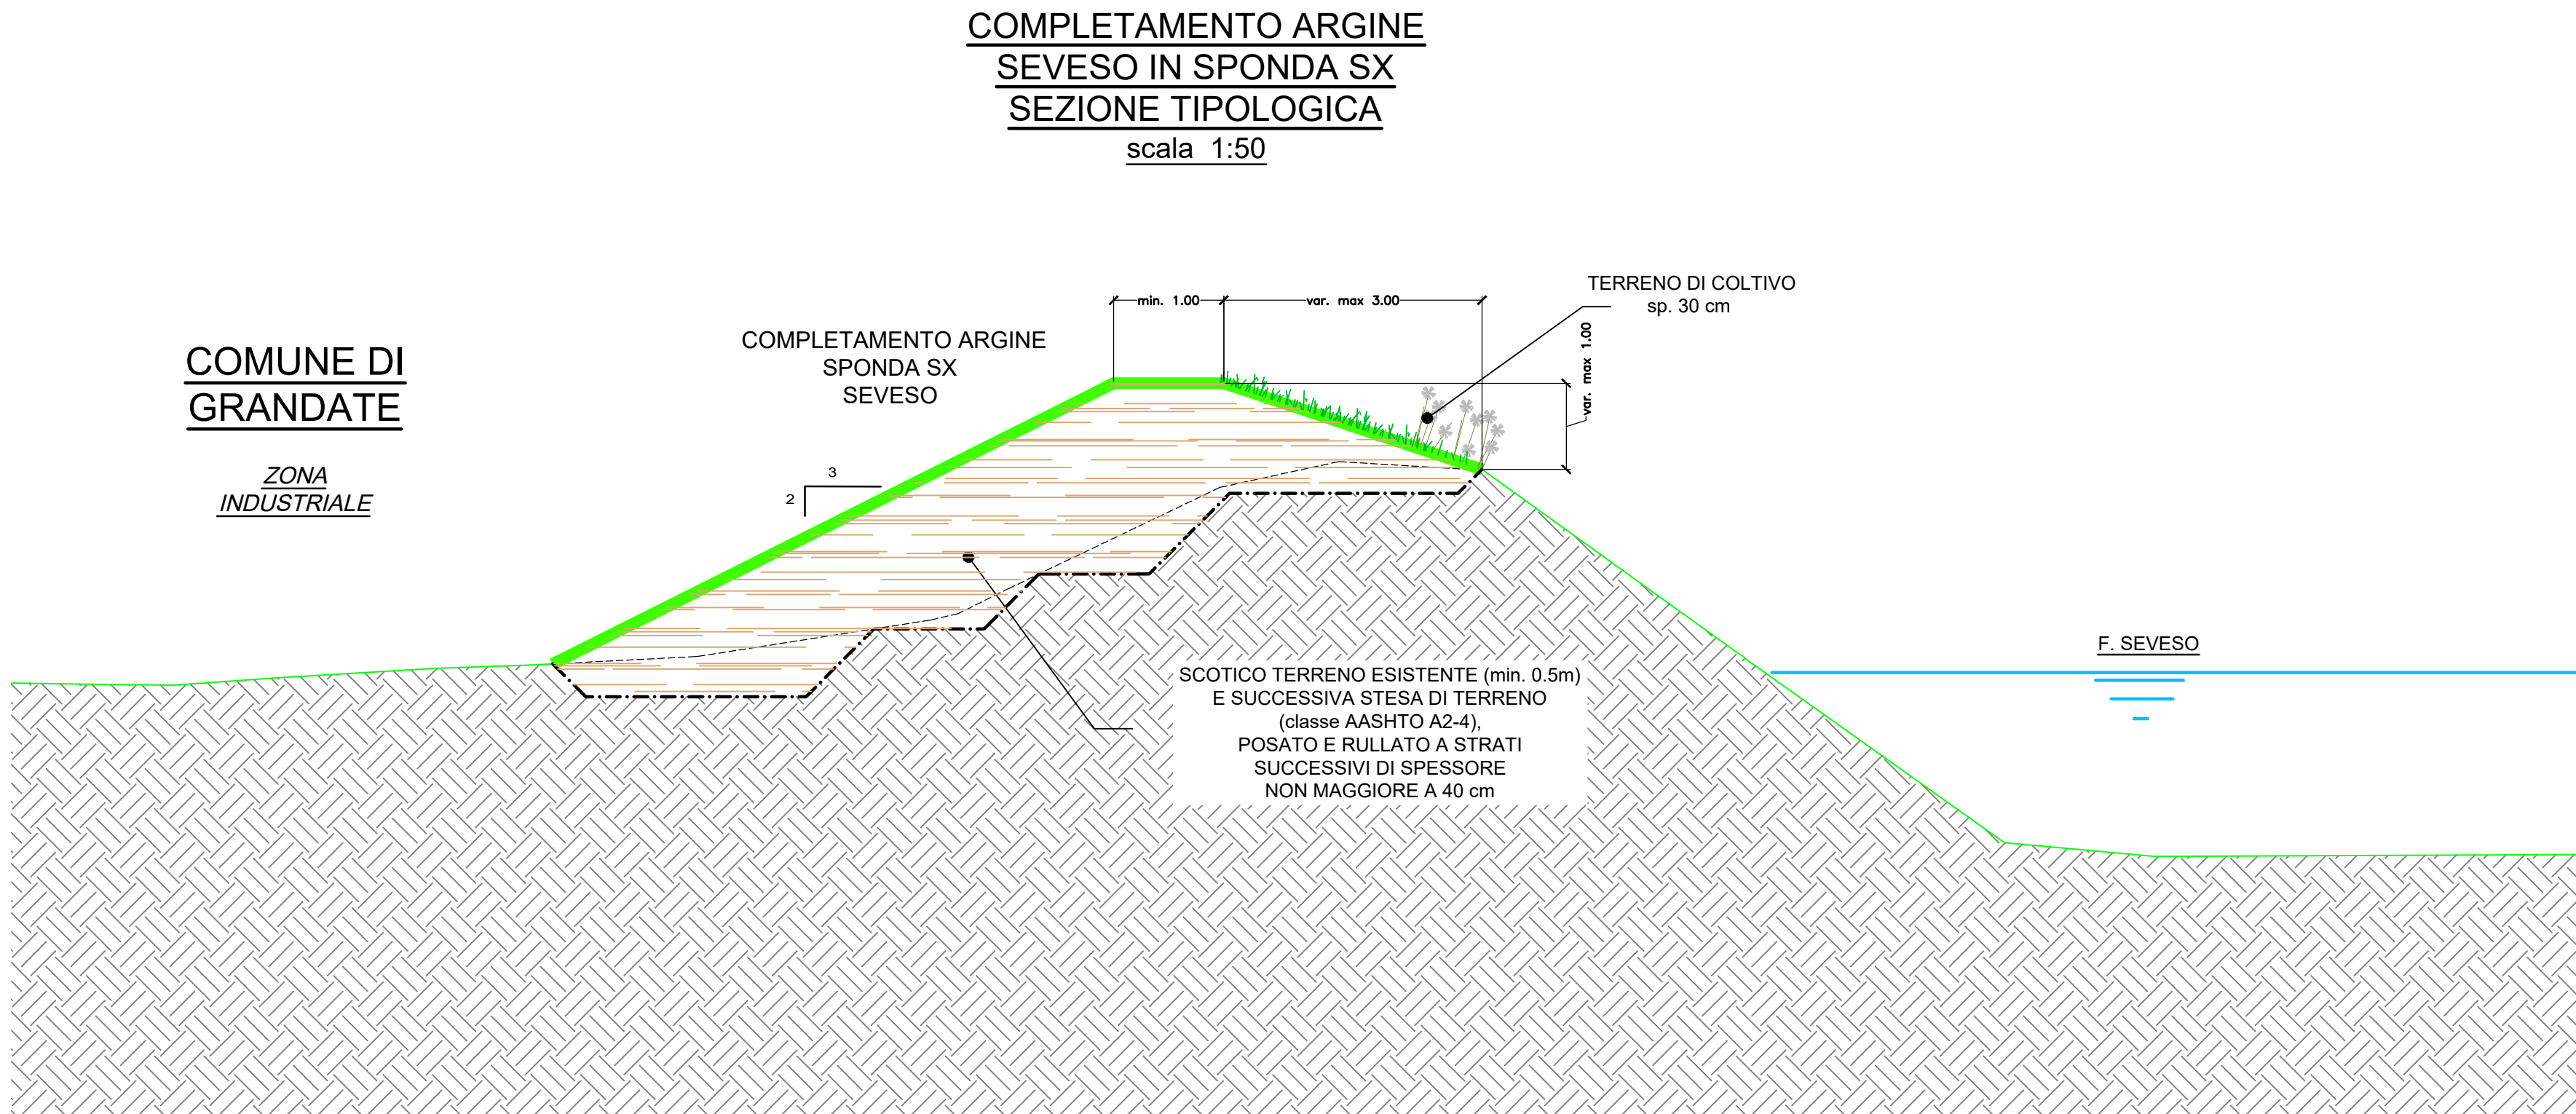 COMPLETAMENTO ARGINE
SEVESO IN SPONDA SX
SEZIONE TIPOLOGICA
scala 1:50
TERRENO DI COLTIVO
sp. 30 cm
min. 1.00
var. max 3.00
var. max 1.00
COMPLETAMENTO ARGINE
SPONDA SX
SEVESO
COMUNE DI
GRANDATE
ZONA
INDUSTRIALE
3
2
F. SEVESO
SCOTICO TERRENO ESISTENTE (min. 0.5m)
E SUCCESSIVA STESA DI TERRENO
(classe AASHTO A2-4),
POSATO E RULLATO A STRATI
SUCCESSIVI DI SPESSORE
NON MAGGIORE A 40 cm